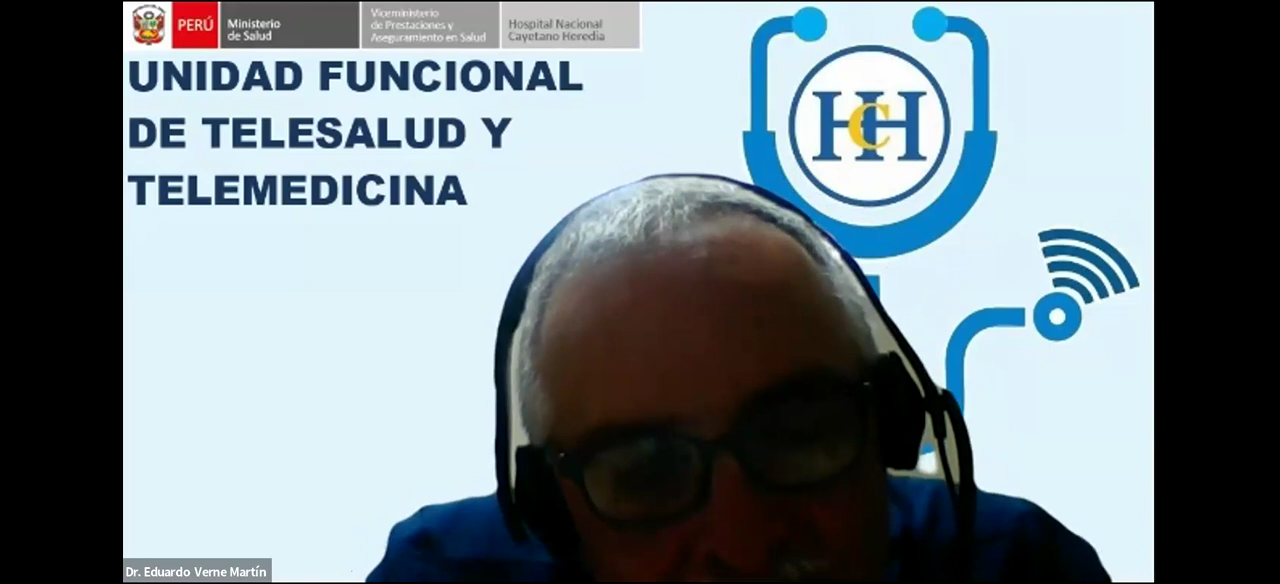 PERÚ
Ministerio
de Salud
Viceministerio
de Prestaciones y
Aseguramiento en Salud
Hospital Nacional
Cayetano Heredia
UNIDAD FUNCIONAL
DE TELESALUD Y
TELEMEDICINA
HCH
Dr. Eduardo Verne Martín